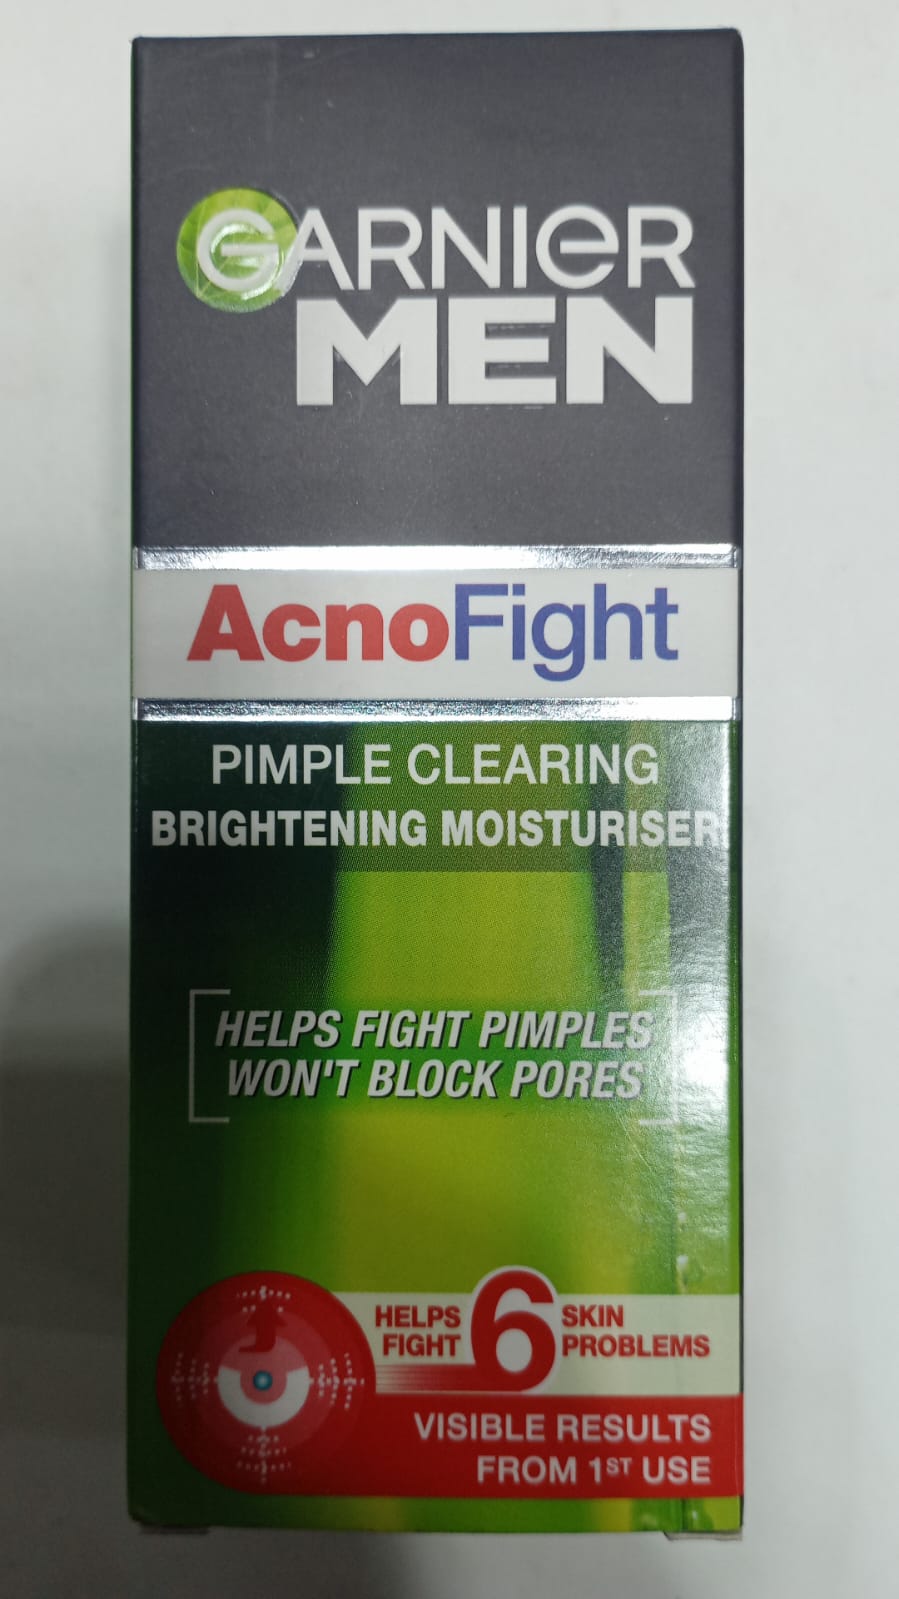 GARNIER
MEN
AcnoFight
PIMPLE CLEARING
BRIGHTENING MOISTURISER
HELPS FIGHT PIMPLES
WON'T BLOCK PORES
HELPS FIGHT 6 SKIN PROBLEMS
VISIBLE RESULTS
FROM 1ST USE